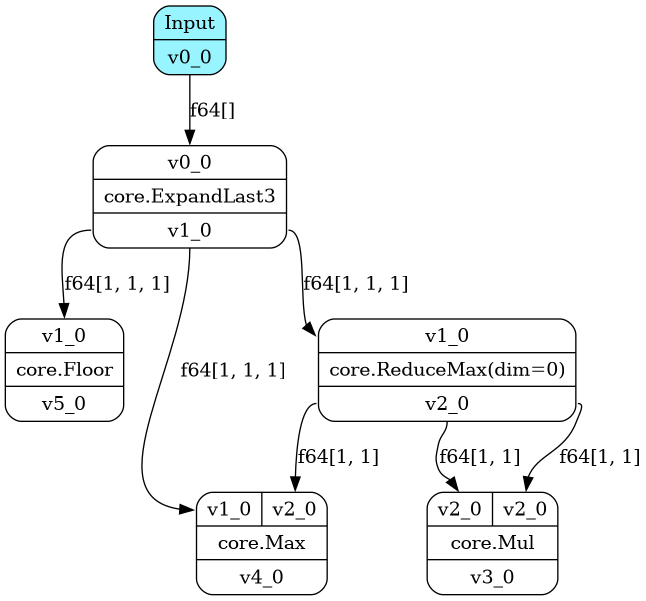 Input
v0_0
f64[]
v0_0
core.ExpandLast3
v1_0
f64[1, 1, 1]
f64[1, 1, 1]
v1_0
core.Floor
v5_0
f64[1, 1, 1]
v1_0
core.ReduceMax(dim=0)
v2_0
f64[1, 1]
f64[1, 1]
f64[1, 1]
v1_0 v2_0
core.Max
v4_0
v2_0 v2_0
core.Mul
v3_0